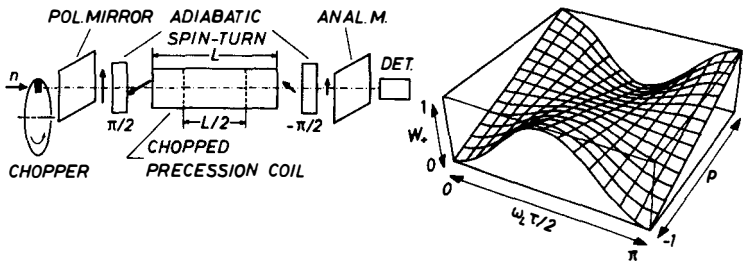 POL.MIRROR
ADIABATIC
SPIN-TURN
ANAL.M.
L
DET.
n
π/2
L/2
-π/2
CHOPPER
CHOPPED
PRECESSION COIL
1
W₊
0
0
ω_L τ/2
π
-1
P